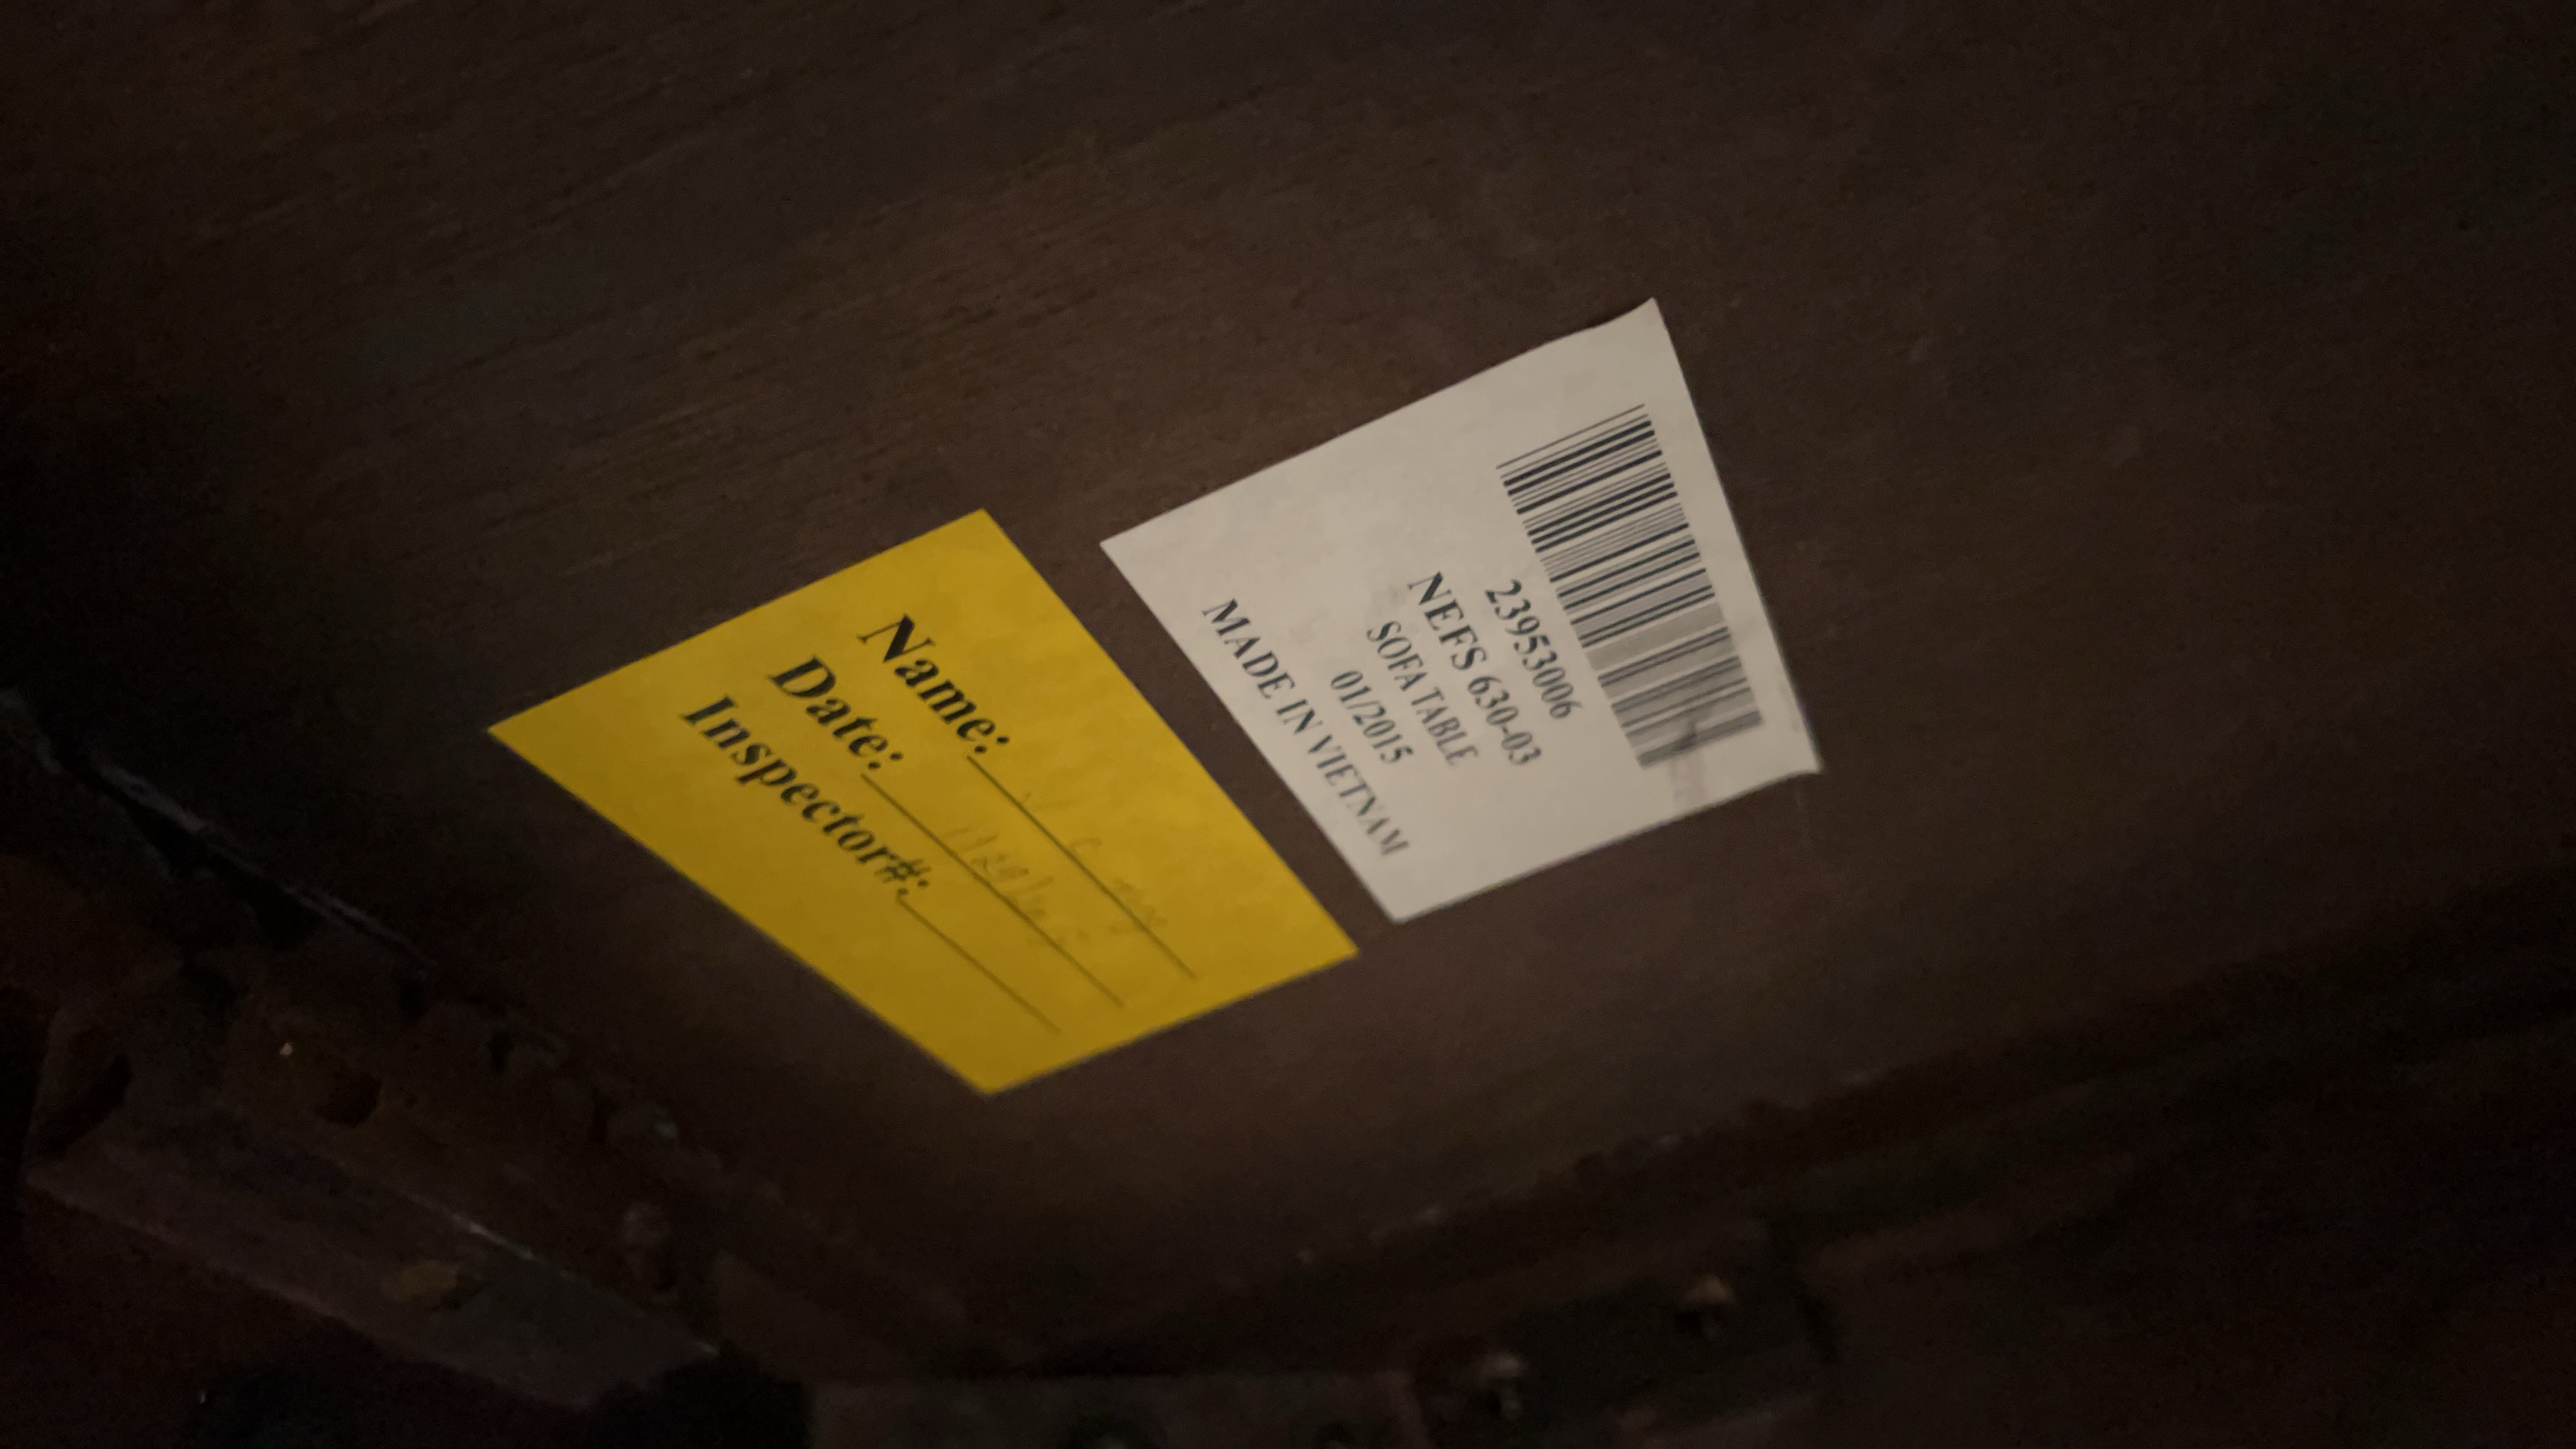 23953006
NEFS 630-03
SOFA TABLE
01/2015
MADE IN VIETNAM
Name:
Date:
Inspector#: